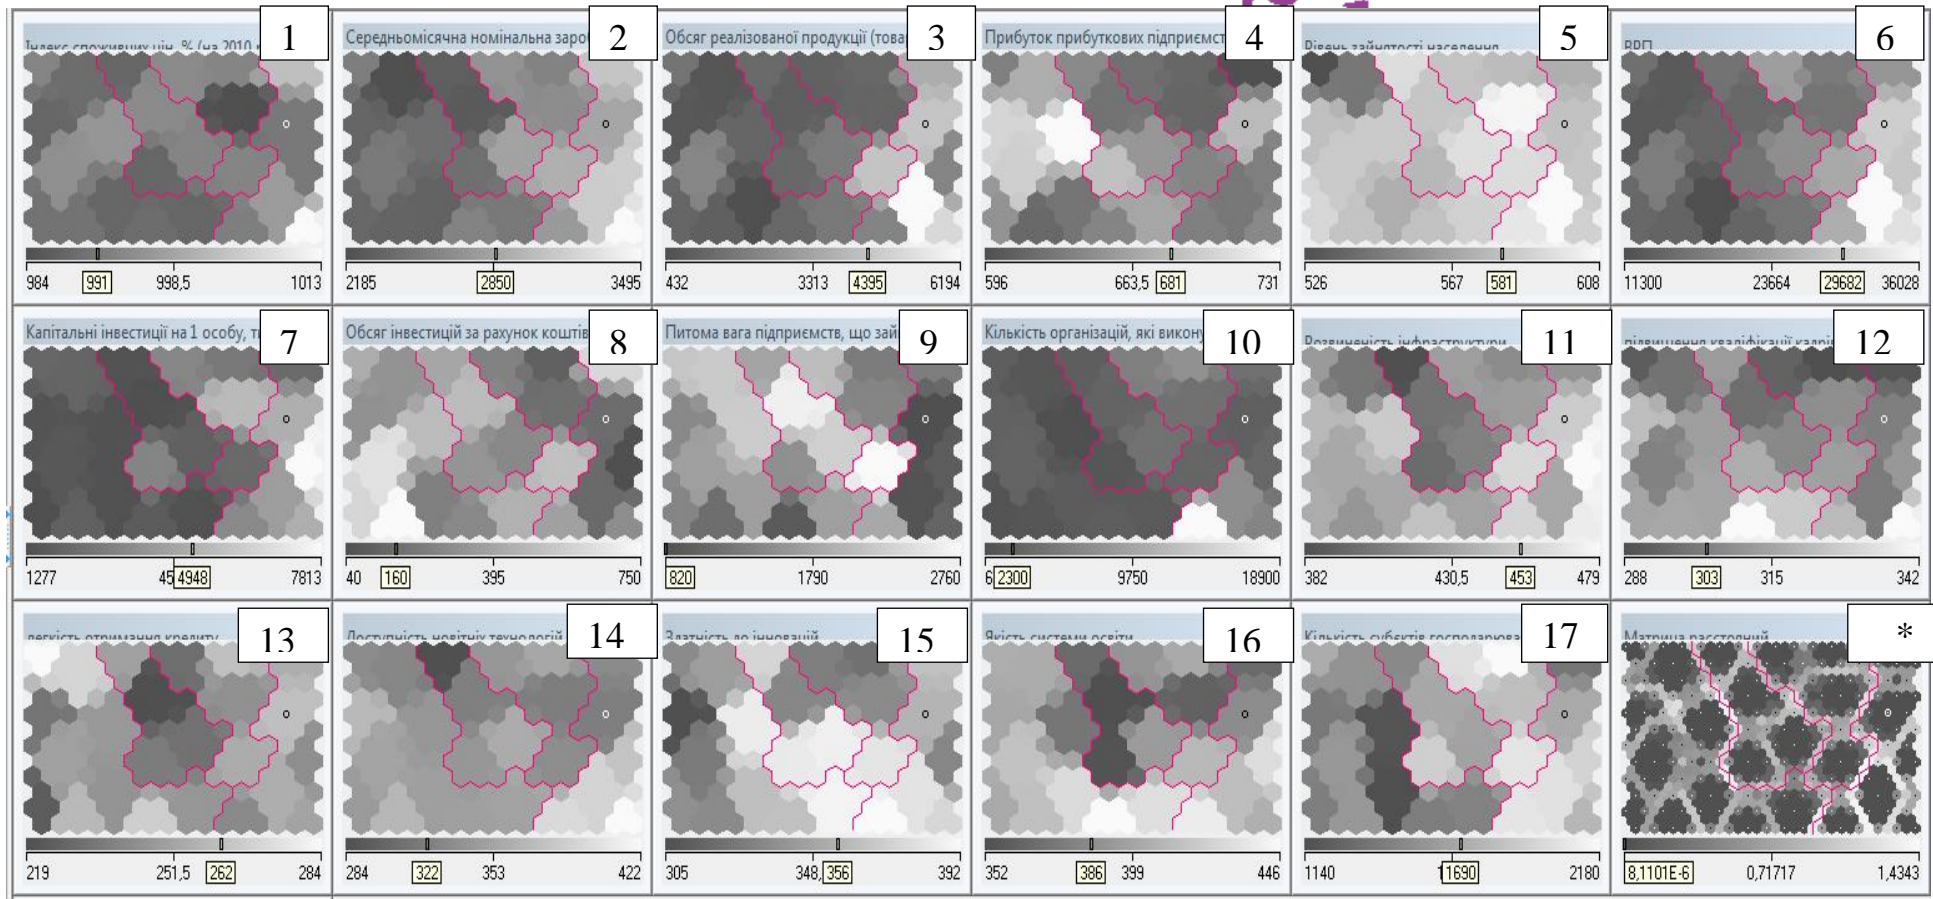 Індекс споживчих цін, % (на 2010 1
Середньомісячна номінальна заро 2
Обсяг реалізованої продукції (това 3
Прибуток прибуткових підприємст 4
Рівень зайнятості населення 5
ВРП 6
984 991 998,5 1013
2185 2850 3495
432 3313 4395 6194
596 663,5 681 731
526 567 581 608
11300 23664 29682 36028
Капітальні інвестиції на 1 особу, т 7
Обсяг інвестицій за рахунок коштів 8
Питома вага підприємств, що зай 9
Кількість організацій, які викону 10
Розвиненість інфраструктури 11
підвищення кваліфікації кадрів 12
1277 45 4948 7813
40 160 395 750
820 1790 2760
6 2300 9750 18900
382 430,5 453 479
288 303 315 342
легкість отримання кредиту 13
Доступність новітніх технологій 14
Здатність до інновацій 15
Якість системи освіти 16
Кількість субєктів господарюва 17
Матрица расстояний *
219 251,5 262 284
284 322 353 422
305 348, 356 392
352 386 399 446
1140 1690 2180
8,1101E-6 0,71717 1,4343